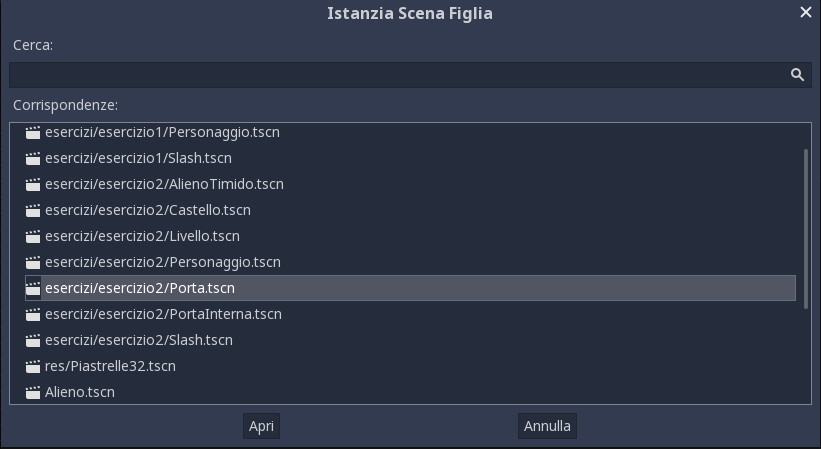 Istanzia Scena Figlia
Cerca:
Corrispondenze:
esercizi/esercizio1/Personaggio.tscn
esercizi/esercizio1/Slash.tscn
esercizi/esercizio2/AlienoTimido.tscn
esercizi/esercizio2/Castello.tscn
esercizi/esercizio2/Livello.tscn
esercizi/esercizio2/Personaggio.tscn
esercizi/esercizio2/Porta.tscn
esercizi/esercizio2/PortaInterna.tscn
esercizi/esercizio2/Slash.tscn
res/Piastrelle32.tscn
Alieno.tscn
Apri Annulla